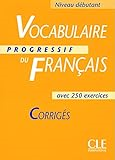 Niveau débutant
VOCABULAIRE
PROGRESSIF
DU
FRANÇAIS
avec 250 exercices
CORRIGÉS
CLE
INTERNATIONAL